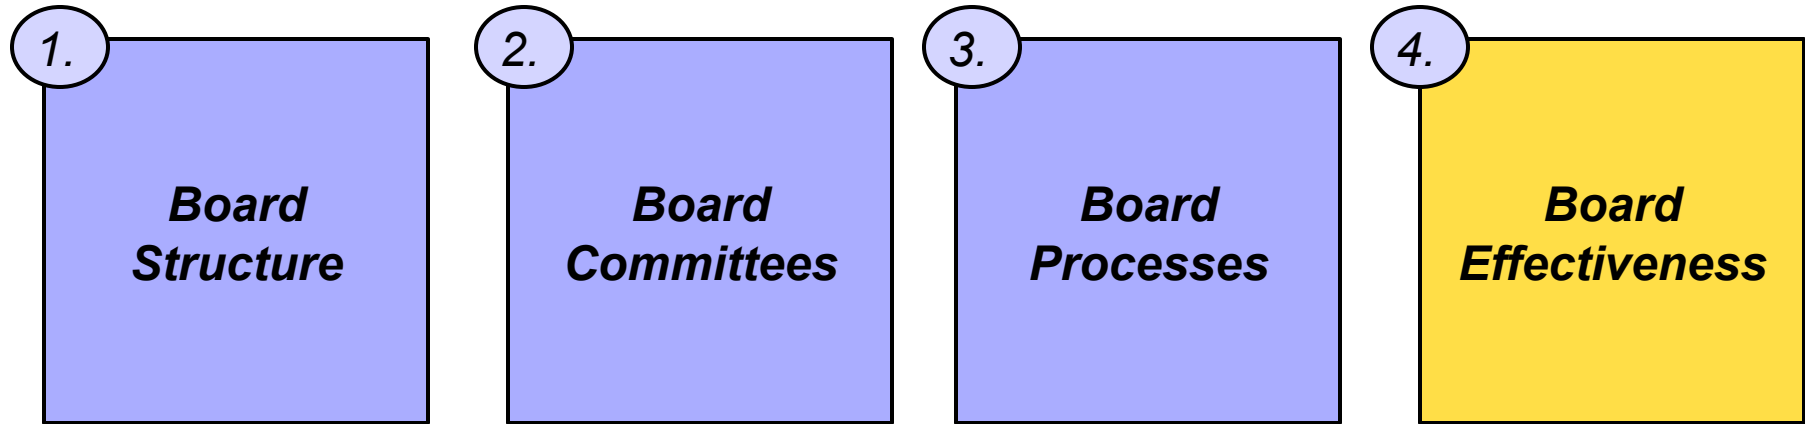 1.
Board
Structure
2.
Board
Committees
3.
Board
Processes
4.
Board
Effectiveness